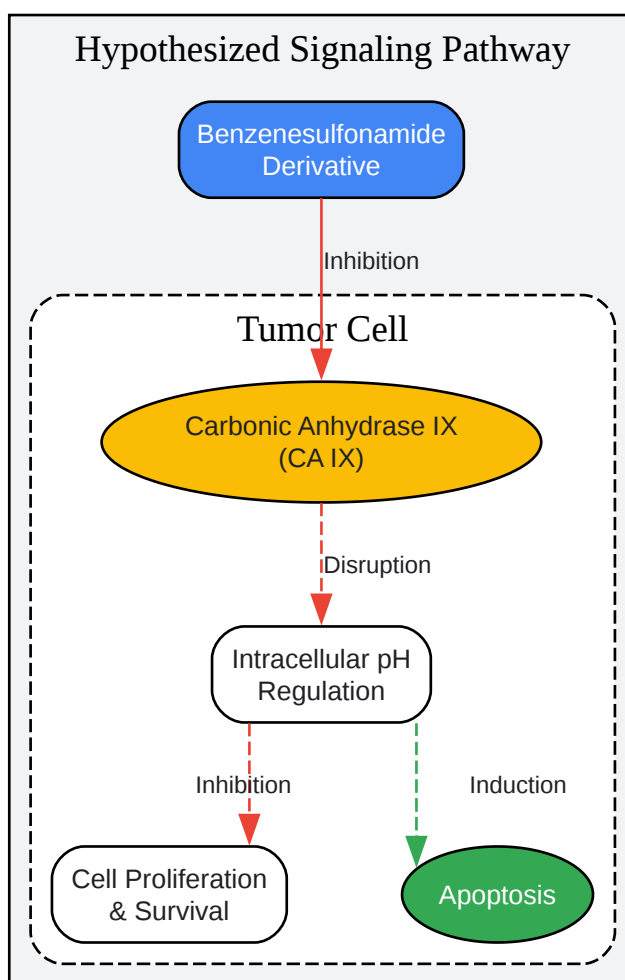 Hypothesized Signaling Pathway
Benzenesulfonamide
Derivative
Inhibition
Tumor Cell
Carbonic Anhydrase IX
(CA IX)
Disruption
Intracellular pH
Regulation
Inhibition
Induction
Cell Proliferation
& Survival
Apoptosis